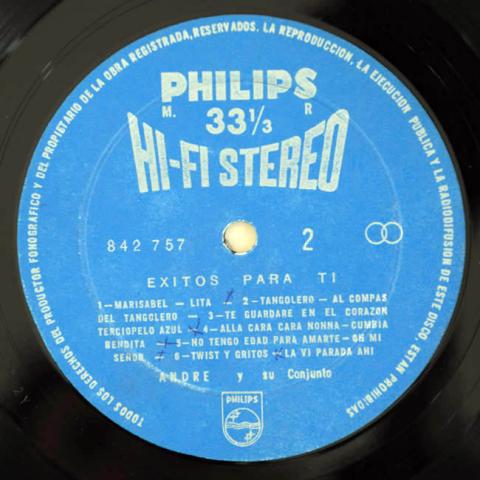 TODOS LOS DERECHOS DEL PRODUCTOR FONOGRAFICO Y DEL PROPIETARIO DE LA OBRA REGISTRADA, RESERVADOS. LA REPRODUCCION, LA EJECUCION PUBLICA Y LA RADIODIFUSION DE ESTE DISCO, ESTAN PROHIBIDAS
PHILIPS
M. R
33 1/3
HI-FI STEREO
842 757 2
EXITOS PARA TI
1—MARISABEL — LITA — 2—TANGOLERO — AL COMPAS
DEL TANGOLERO — 3—TE GUARDARE EN EL CORAZON
TERCIOPELO AZUL — 4—ALLA CARA CARA NONNA—CUMBIA
BENDITA — 5—NO TENGO EDAD PARA AMARTE—OH MI
SEÑOR — 6—TWIST Y GRITOS — LA VI PARADA AHI
ANDRE y su Conjunto
PHILIPS